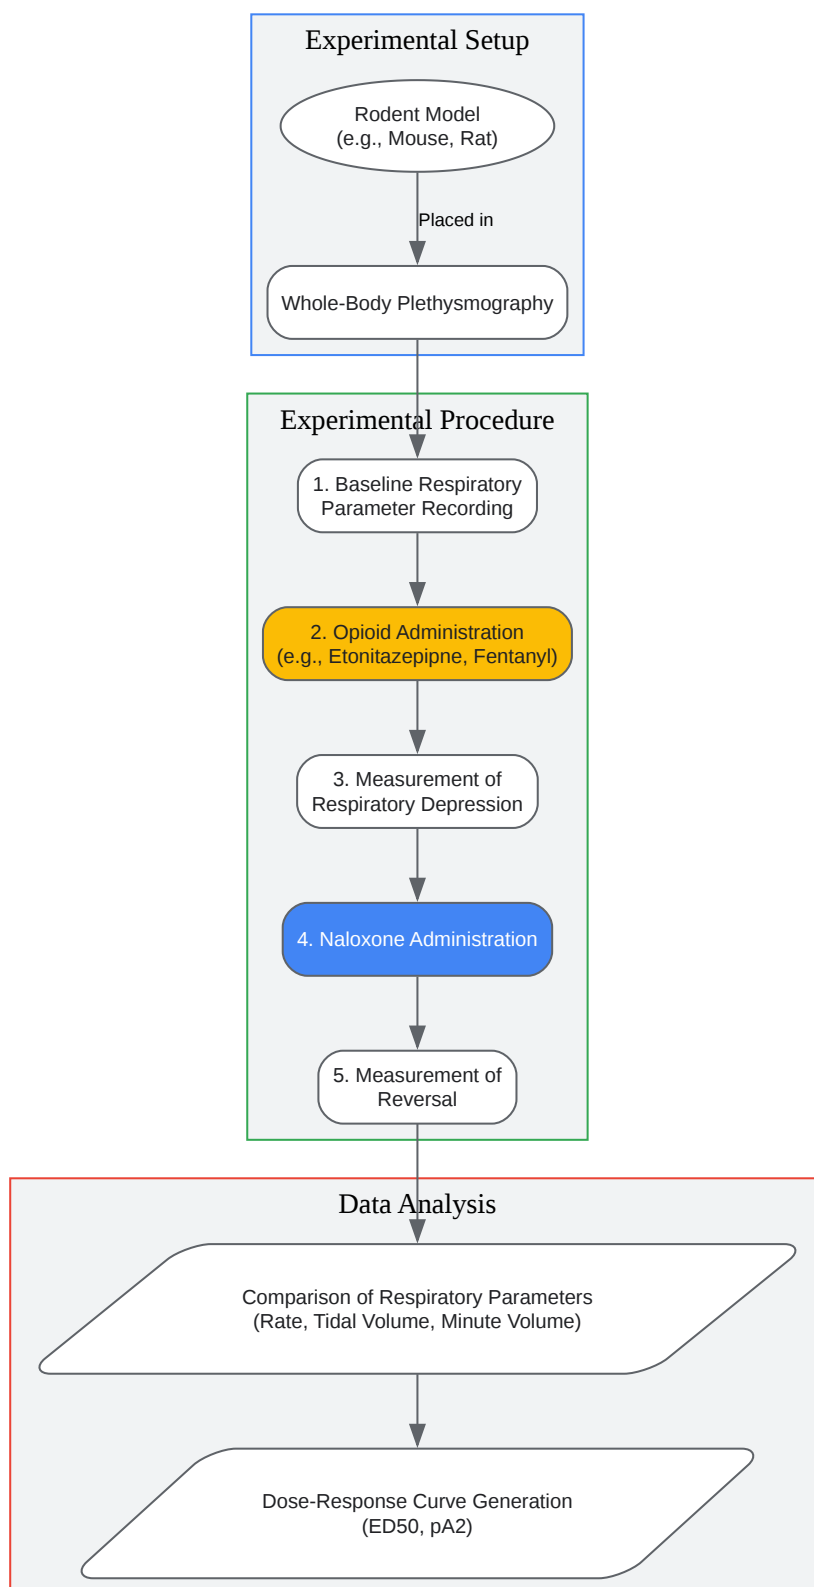 Experimental Setup
Rodent Model
(e.g., Mouse, Rat)
Placed in
Whole-Body Plethysmography
Experimental Procedure
1. Baseline Respiratory
Parameter Recording
2. Opioid Administration
(e.g., Etonitazepipne, Fentanyl)
3. Measurement of
Respiratory Depression
4. Naloxone Administration
5. Measurement of
Reversal
Data Analysis
Comparison of Respiratory Parameters
(Rate, Tidal Volume, Minute Volume)
Dose-Response Curve Generation
(ED50, pA2)